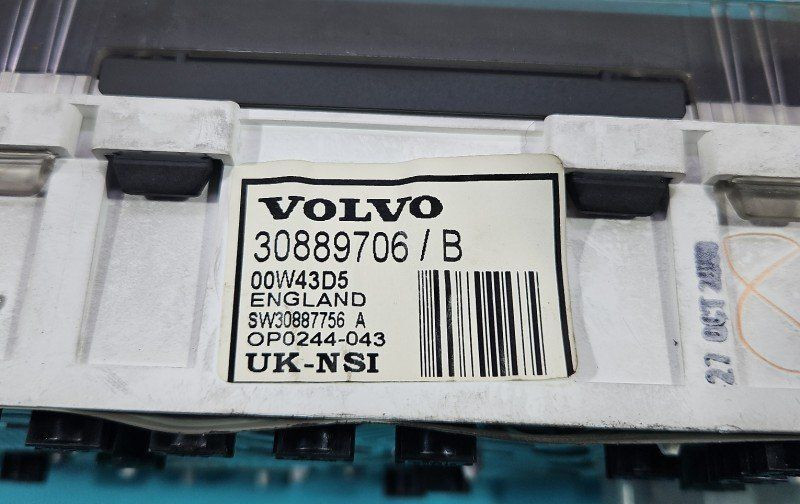 VOLVO
30889706 / B
00W43D5
ENGLAND
SW30887756 A
OP0244-043
UK-NSI
27 OCT 2000